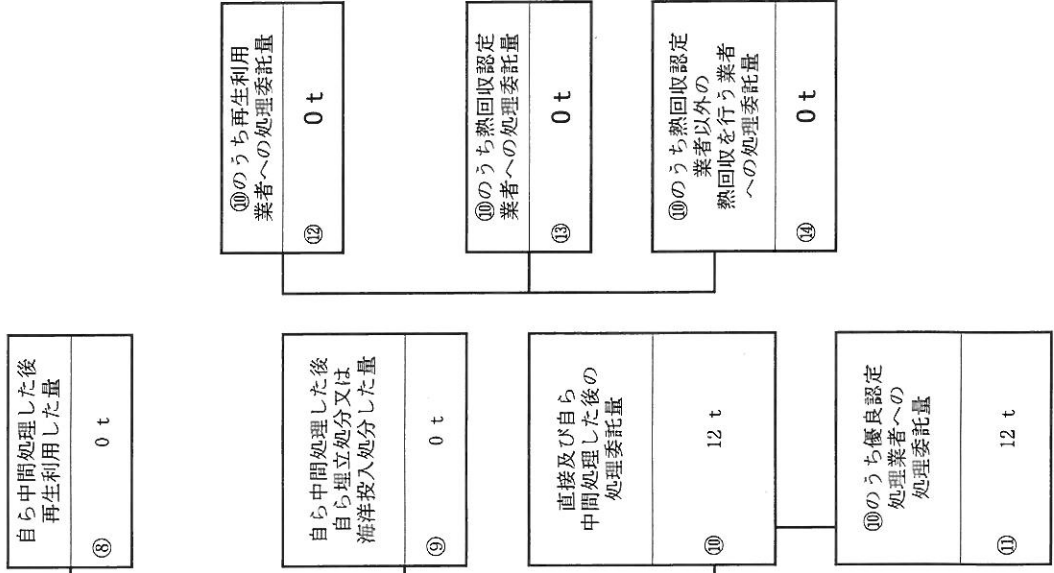 自ら中間処理した後
再生利用した量
⑧
0 t
自ら中間処理した後
自ら埋立処分又は
海洋投入処分した量
⑨
0 t
直接及び自ら
中間処理した後の
処理委託量
⑩
12 t
⑩のうち優良認定
処理業者への
処理委託量
⑪
12 t
⑩のうち再生利用
業者への処理委託量
⑫
0 t
⑩のうち熱回収認定
業者への処理委託量
⑬
0 t
⑩のうち熱回収認定
業者以外の
熱回収を行う業者
への処理委託量
⑭
0 t